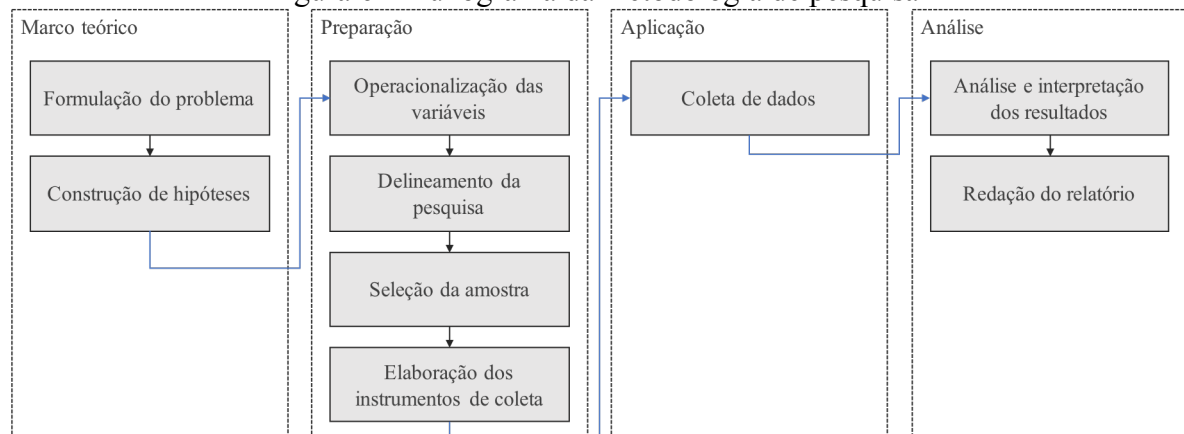 Marco teórico
Formulação do problema
Construção de hipóteses
Preparação
Operacionalização das
variáveis
Delineamento da
pesquisa
Seleção da amostra
Elaboração dos
instrumentos de coleta
Aplicação
Coleta de dados
Análise
Análise e interpretação
dos resultados
Redação do relatório